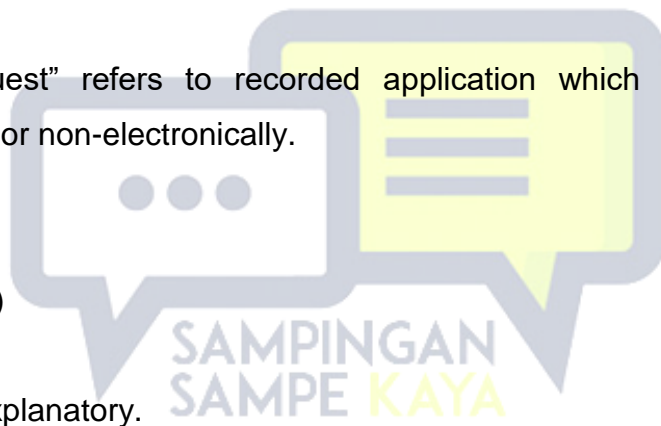 uest” refers to recorded application which
or non-electronically.
)
SAMPINGAN
SAMPE KAYA
xplanatory.